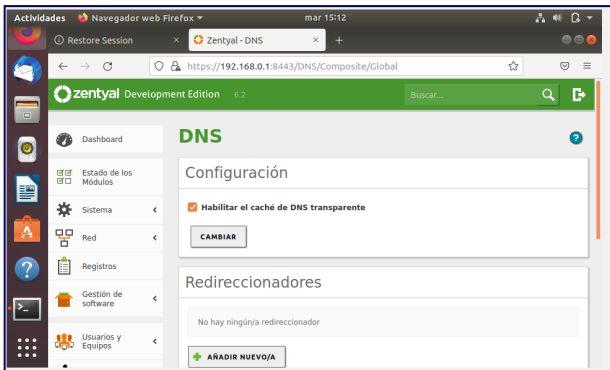 Actividades Navegador web Firefox mar 15:12
Restore Session × Zentyal - DNS × +
https://192.168.0.1:8443/DNS/Composite/Global
zentyal Development Edition 6.2 Buscar...
Dashboard
Estado de los
Módulos
Sistema
Red
Registros
Gestión de
software
Usuarios y
Equipos
DNS
?
Configuración
Habilitar el caché de DNS transparente
CAMBIAR
Redireccionadores
No hay ningún/a redireccionador
AÑADIR NUEVO/A